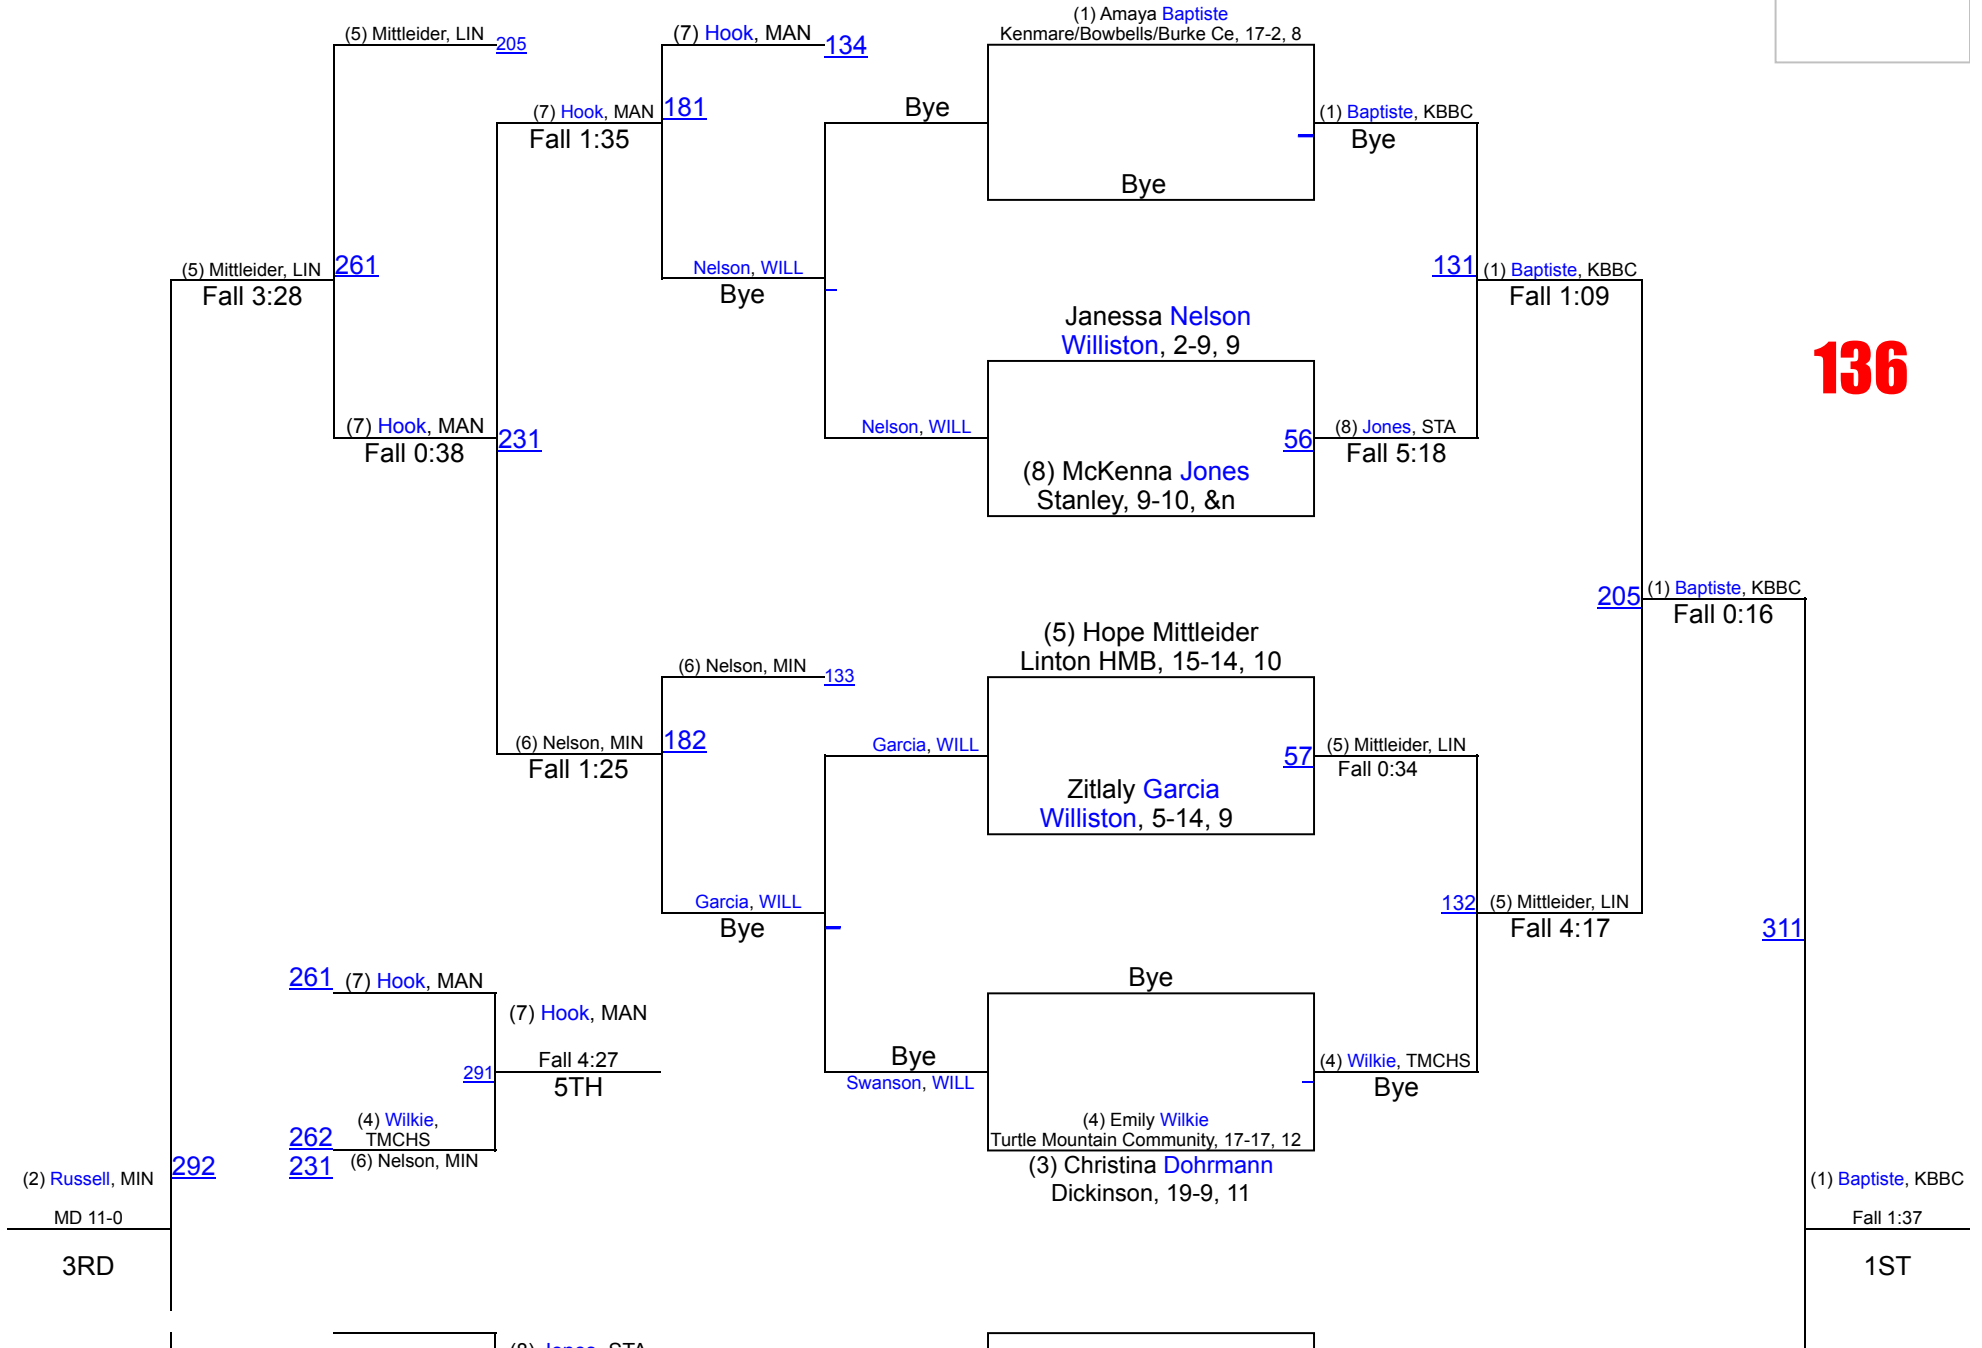 (1) Amaya Baptiste
Kenmare/Bowbells/Burke Ce, 17-2, 8
(5) Mittleider, LIN
205
(7) Hook, MAN
134
(7) Hook, MAN
181
Fall 1:35
Bye
(1) Baptiste, KBBC
Bye
Bye
(5) Mittleider, LIN
261
Fall 3:28
Nelson, WILL
Bye
131
(1) Baptiste, KBBC
Fall 1:09
Janessa Nelson
Williston, 2-9, 9
136
(7) Hook, MAN
231
Fall 0:38
Nelson, WILL
56
(8) Jones, STA
Fall 5:18
(8) McKenna Jones
Stanley, 9-10, &n
205
(1) Baptiste, KBBC
Fall 0:16
(5) Hope Mittleider
Linton HMB, 15-14, 10
(6) Nelson, MIN
133
(6) Nelson, MIN
182
Fall 1:25
Garcia, WILL
57
(5) Mittleider, LIN
Fall 0:34
Zitlaly Garcia
Williston, 5-14, 9
Garcia, WILL
Bye
132
(5) Mittleider, LIN
Fall 4:17
311
261
(7) Hook, MAN
Bye
(7) Hook, MAN
Fall 4:27
291
5TH
Bye
Swanson, WILL
(4) Wilkie, TMCHS
Bye
262
(4) Wilkie,
TMCHS
231
(6) Nelson, MIN
(4) Emily Wilkie
Turtle Mountain Community, 17-17, 12
(3) Christina Dohrmann
Dickinson, 19-9, 11
(2) Russell, MIN
292
MD 11-0
3RD
(1) Baptiste, KBBC
Fall 1:37
1ST